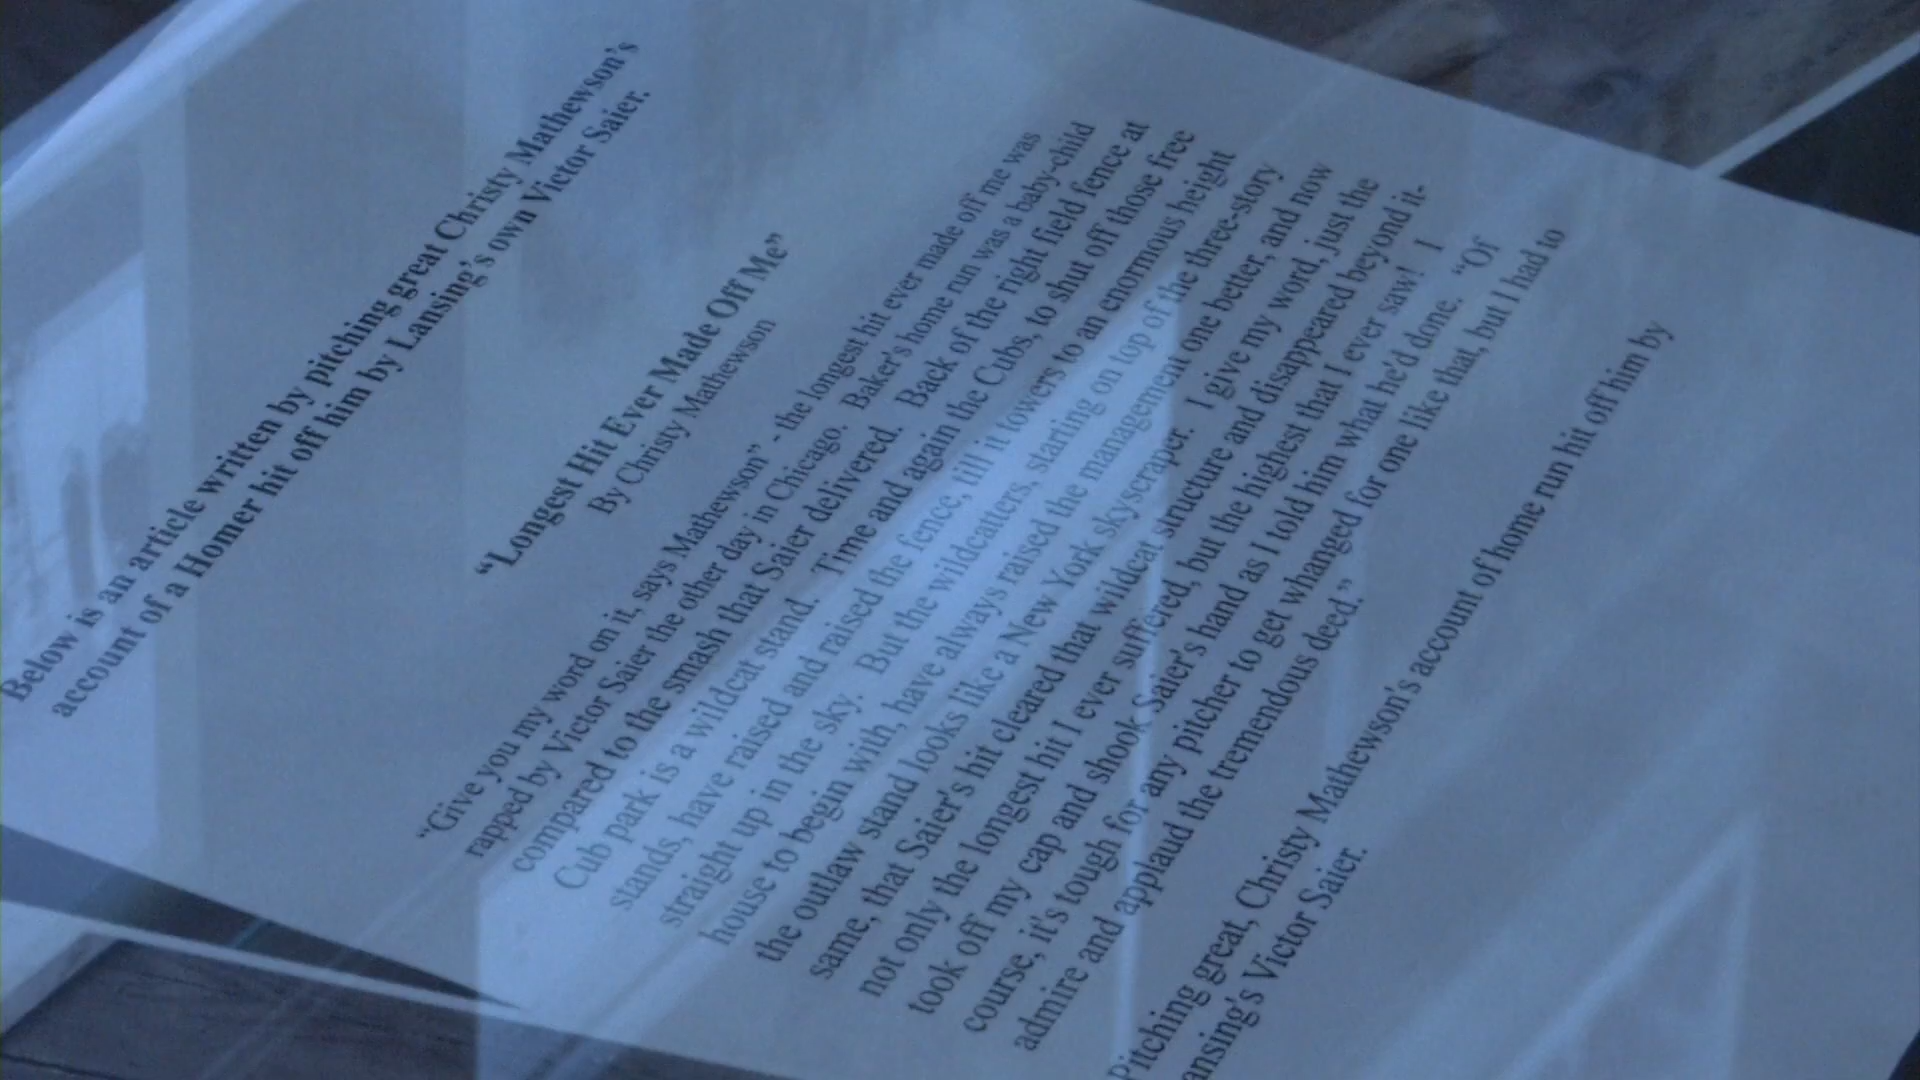 Below is an article written by pitching great Christy Mathewson's
account of a Homer hit off him by Lansing's own Victor Saier.
“Longest Hit Ever Made Off Me”
By Christy Mathewson
“Give you my word on it, says Mathewson” - the longest hit ever made off me was
rapped by Victor Saier the other day in Chicago. Baker's home run was a baby-child
compared to the smash that Saier delivered. Back of the right field fence at
Cub park is a wildcat stand. Time and again the Cubs, to shut off those free
stands, have raised and raised the fence, till it towers to an enormous height
straight up in the sky. But the wildcatters, starting on top of the three-story
house to begin with, have always raised the management one better, and now
the outlaw stand looks like a New York skyscraper. I give my word, just the
same, that Saier's hit cleared that wildcat structure and disappeared beyond it-
not only the longest hit I ever suffered, but the highest that I ever saw! I
took off my cap and shook Saier's hand as I told him what he'd done. “Of
course, it's tough for any pitcher to get whanged for one like that, but I had to
admire and applaud the tremendous deed.”
Pitching great, Christy Mathewson's account of home run hit off him by
ansing's Victor Saier.